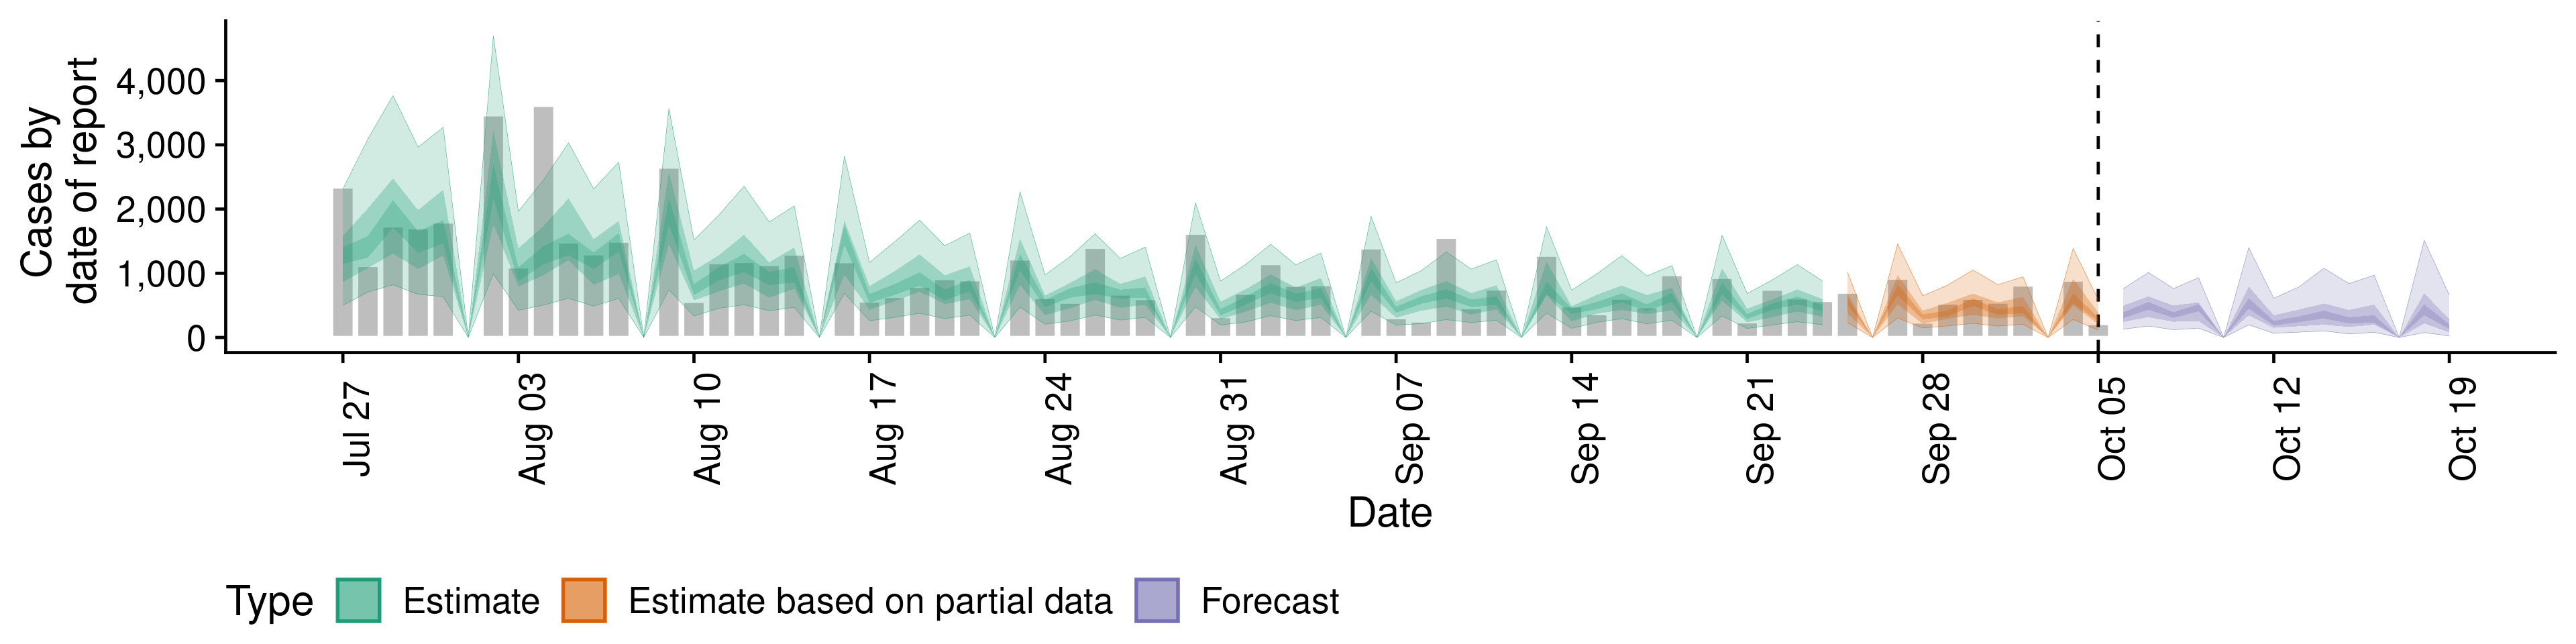 Cases by
date of report
4,000
3,000
2,000
1,000
0
Jul 27
Aug 03
Aug 10
Aug 17
Aug 24
Aug 31
Sep 07
Sep 14
Sep 21
Sep 28
Oct 05
Oct 12
Oct 19
Date
Type Estimate Estimate based on partial data Forecast